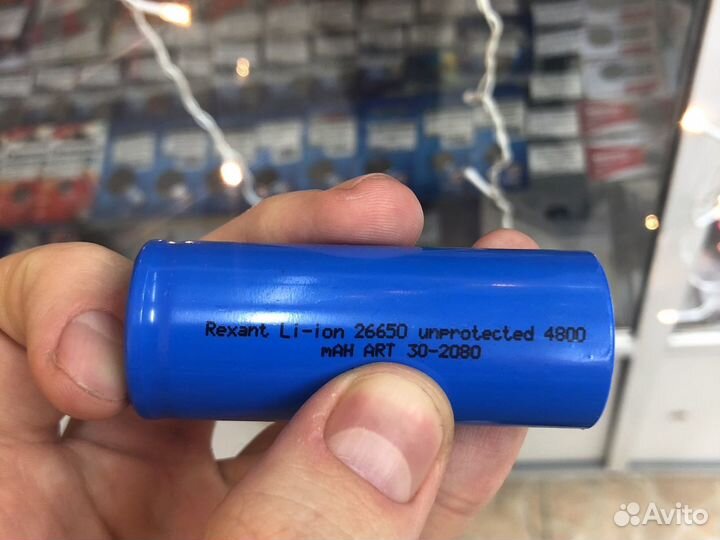 Rexant Li-ion 26650 unprotected 4800
mAH ART 30-2080
Avito